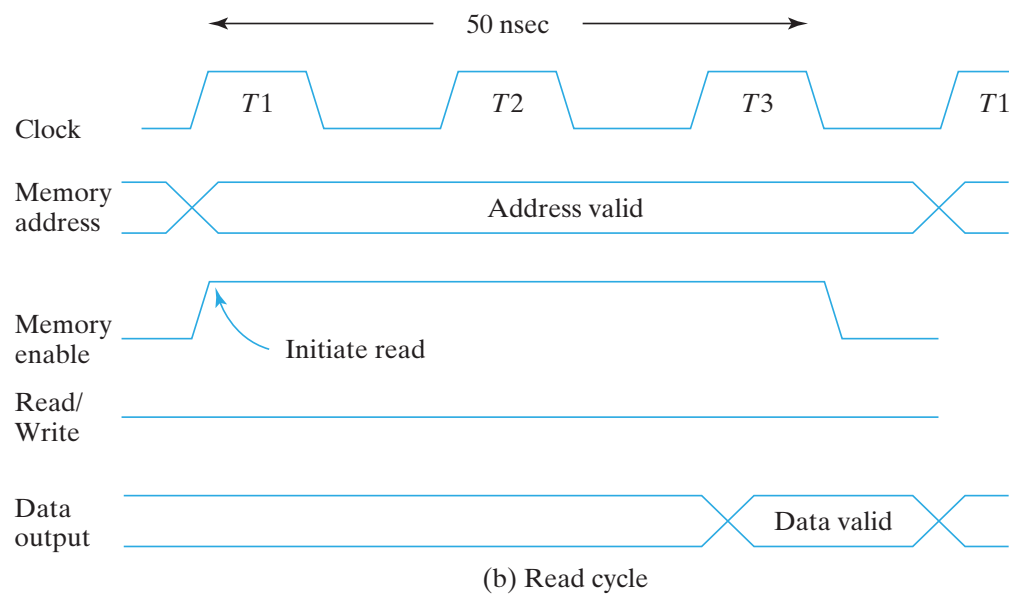 50 nsec
T1
T2
T3
T1
Clock
Memory
address
Address valid
Memory
enable
Initiate read
Read/
Write
Data
output
Data valid
(b) Read cycle